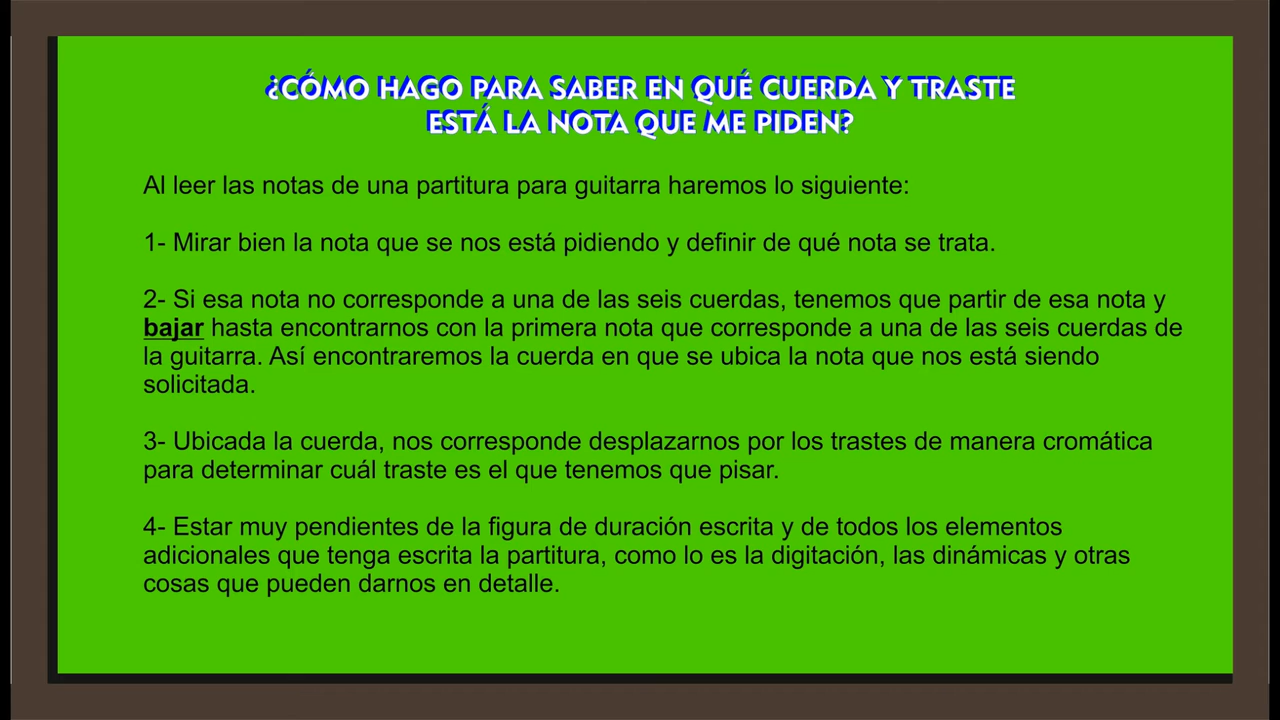 ¿CÓMO HAGO PARA SABER EN QUÉ CUERDA Y TRASTE
ESTÁ LA NOTA QUE ME PIDEN?
Al leer las notas de una partitura para guitarra haremos lo siguiente:
1- Mirar bien la nota que se nos está pidiendo y definir de qué nota se trata.
2- Si esa nota no corresponde a una de las seis cuerdas, tenemos que partir de esa nota y
bajar hasta encontrarnos con la primera nota que corresponde a una de las seis cuerdas de
la guitarra. Así encontraremos la cuerda en que se ubica la nota que nos está siendo
solicitada.
3- Ubicada la cuerda, nos corresponde desplazarnos por los trastes de manera cromática
para determinar cuál traste es el que tenemos que pisar.
4- Estar muy pendientes de la figura de duración escrita y de todos los elementos
adicionales que tenga escrita la partitura, como lo es la digitación, las dinámicas y otras
cosas que pueden darnos en detalle.